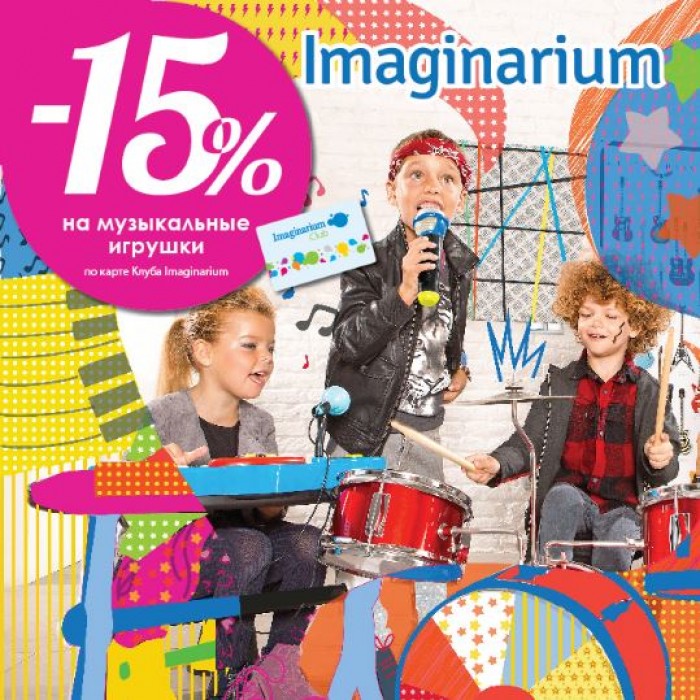 Imaginarium
-15%
на музыкальные
игрушки
по карте Клуба Imaginarium
Imaginarium
Club